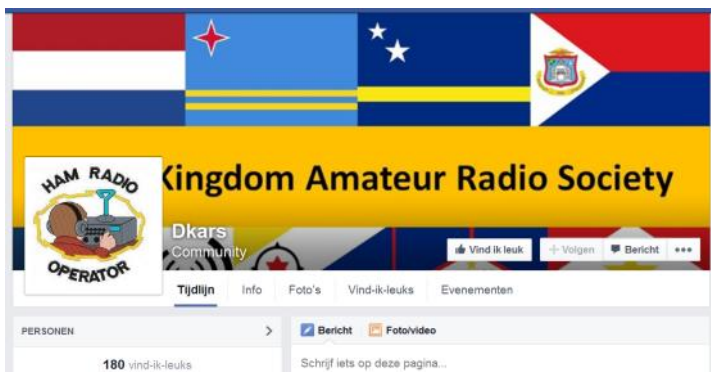 Kingdom Amateur Radio Society
HAM RADIO
OPERATOR
Dkars
Community
Vind ik leuk
Volgen
Bericht
Tijdlijn
Info
Foto's
Vind-ik-leuks
Evenementen
PERSONEN
180 vind-ik-leuks
Bericht
Foto/video
Schrijf iets op deze pagina...